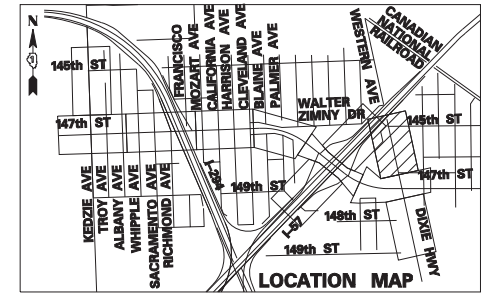 N
CANADIAN
NATIONAL
RAILROAD
WESTERN AVE
FRANCISCO
MOZART AVE
CALIFORNIA AVE
HARRISON AVE
CLEVELAND AVE
BLAINE AVE
PALMER AVE
145th ST
WALTER
ZIMNY DR
147th ST
145th ST
I-294
149th ST
147th ST
KEDZIE AVE
TROY AVE
ALBANY AVE
WHIPPLE AVE
SACRAMENTO AVE
RICHMOND AVE
I-57
148th ST
DIXIE HWY
149th ST
LOCATION MAP